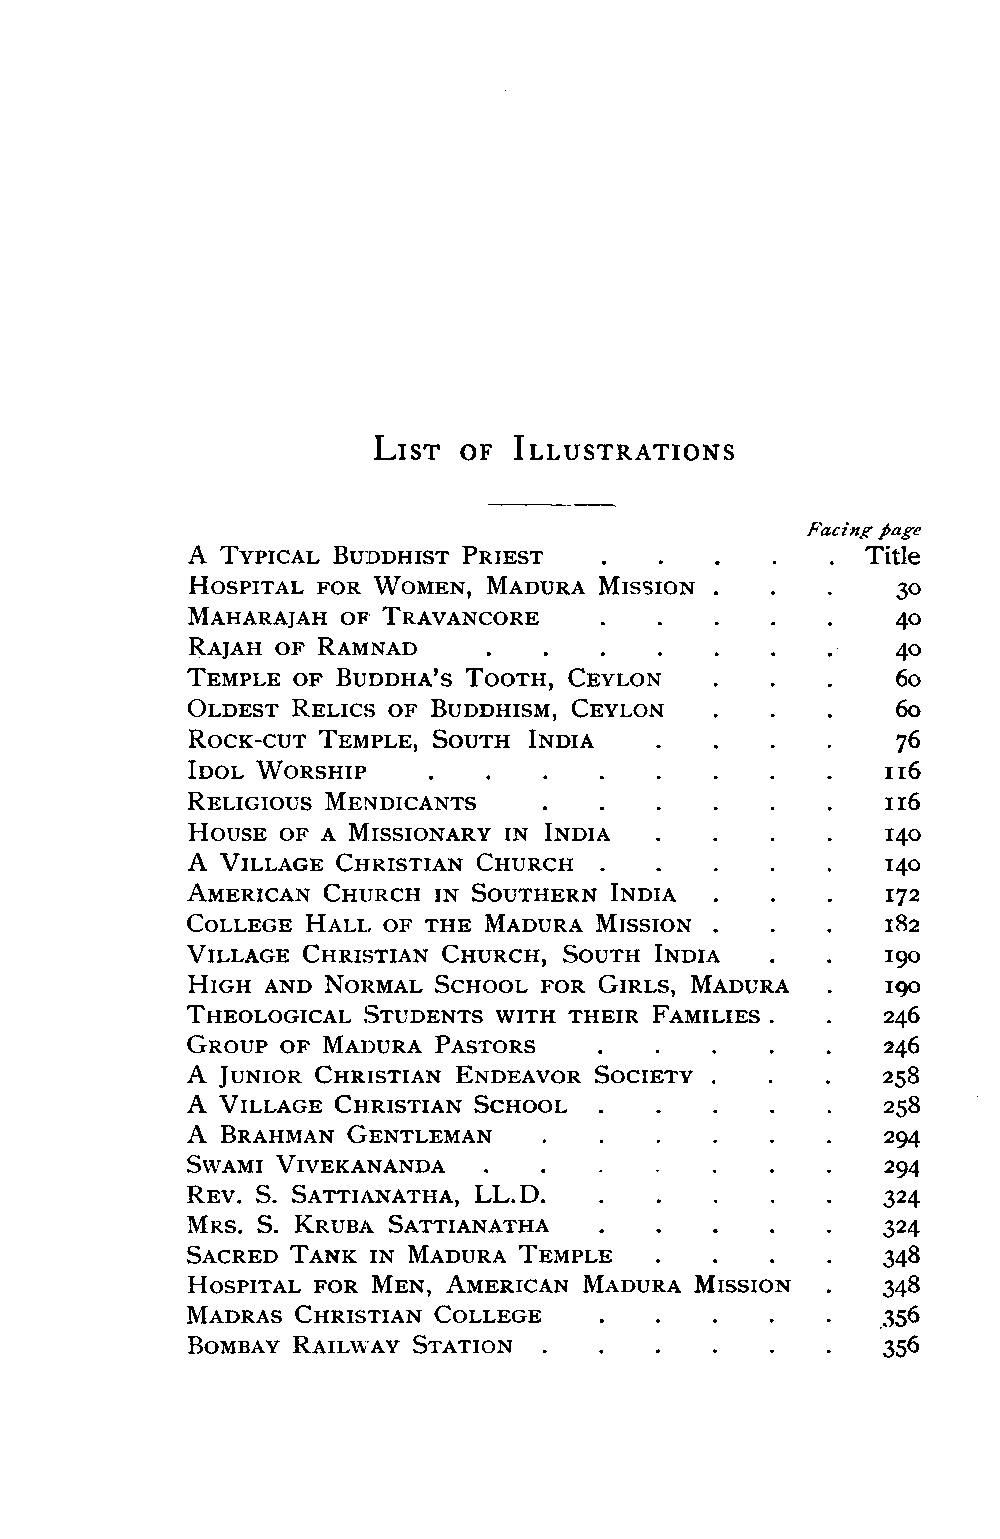 List of Illustrations
Facing page
A Typical Buddhist Priest . . . . . Title
Hospital for Women, Madura Mission . . . 30
Maharajah of Travancore . . . . . 40
Rajah of Ramnad . . . . . . . 40
Temple of Buddha's Tooth, Ceylon . . . 60
Oldest Relics of Buddhism, Ceylon . . . 60
Rock-cut Temple, South India . . . . 76
Idol Worship . . . . . . . . 116
Religious Mendicants . . . . . . 116
House of a Missionary in India . . . . 140
A Village Christian Church . . . . . 140
American Church in Southern India . . . 172
College Hall of the Madura Mission . . . 182
Village Christian Church, South India . . 190
High and Normal School for Girls, Madura . 190
Theological Students with their Families . . 246
Group of Madura Pastors . . . . . 246
A Junior Christian Endeavor Society . . . 258
A Village Christian School . . . . . 258
A Brahman Gentleman . . . . . . 294
Swami Vivekananda . . . . . . . 294
Rev. S. Sattianatha, LL.D. . . . . . 324
Mrs. S. Kruba Sattianatha . . . . . 324
Sacred Tank in Madura Temple . . . . 348
Hospital for Men, American Madura Mission . 348
Madras Christian College . . . . . 356
Bombay Railway Station . . . . . . 356